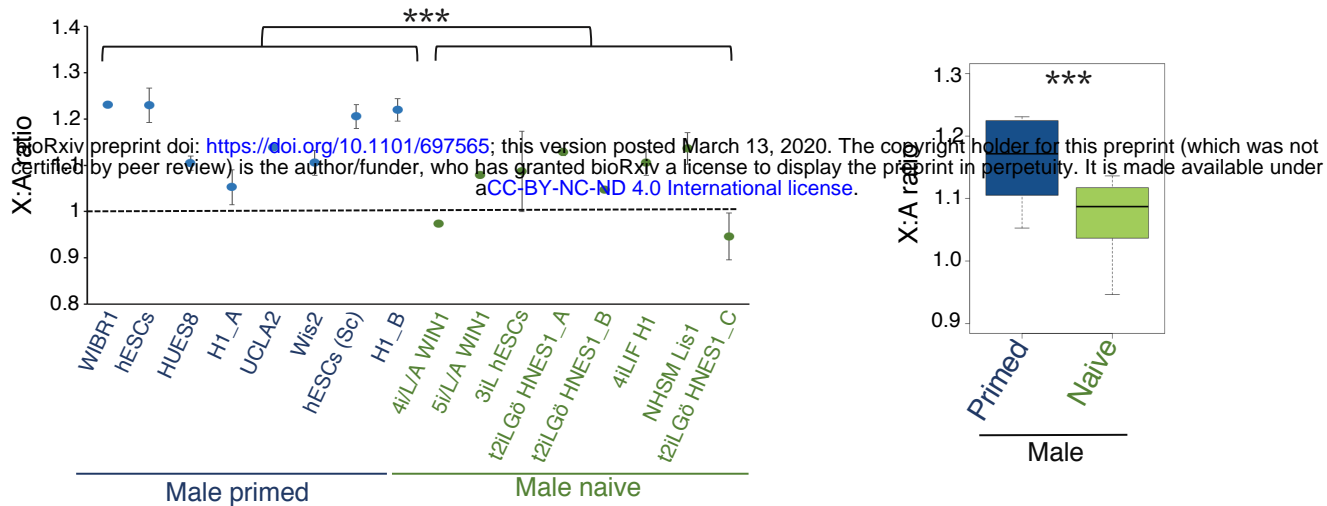 1.4
1.3
1.2
1.1
1
0.9
0.8
X:A ratio
***
bioRxiv preprint doi: https://doi.org/10.1101/697565; this version posted March 13, 2020. The copyright holder for this preprint (which was not
certified by peer review) is the author/funder, who has granted bioRxiv a license to display the preprint in perpetuity. It is made available under
aCC-BY-NC-ND 4.0 International license.
WIBR1
hESCs
HUES8
H1_A
UCLA2
Wis2
hESCs (Sc)
H1_B
4i/L/A WIN1
5i/L/A WIN1
3iL hESCs
t2iLGö HNES1_A
t2iLGö HNES1_B
4iLIF H1
NHSM Lis1
t2iLGö HNES1_C
Male primed
Male naive
1.3
1.2
1.1
1.0
0.9
X:A ratio
***
Primed
Naive
Male